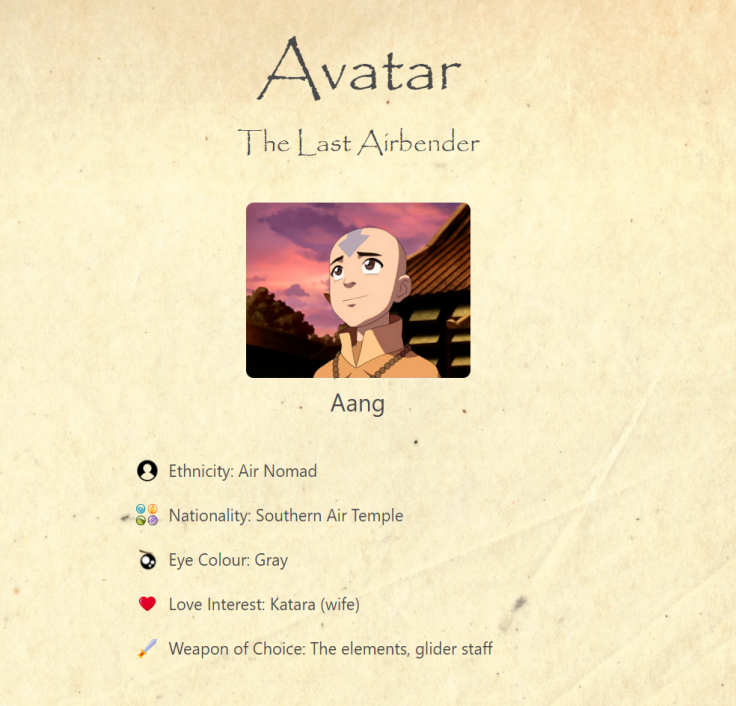 Avatar
The Last Airbender
Aang
Ethnicity: Air Nomad
Nationality: Southern Air Temple
Eye Colour: Gray
Love Interest: Katara (wife)
Weapon of Choice: The elements, glider staff